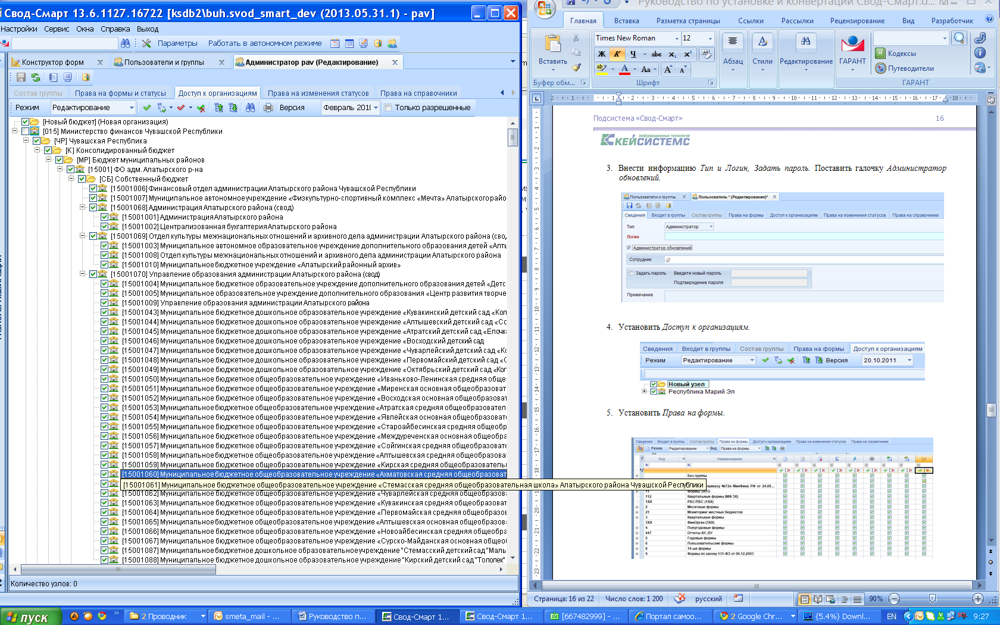 Свод-Смарт 13.6.1127.16722 [ksdb2\buh.svod_smart_dev (2013.05.31.1) - pav]
Настройки Сервис Окна Справка Выход
Параметры Работать в автономном режиме
Конструктор форм Пользователи и группы Администратор pav (Редактирование)
Состав группы Права на формы и статусы Доступ к организациям Права на изменения статусов Права на справочники
Режим Редактирование Версия Февраль 201( Только разрешенные
[Новый бюджет] (Новая организация)
[015] Министерство финансов Чувашской Республики
[ЧР] Чувашская Республика
[К] Консолидированный бюджет
[МР] Бюджет муниципальных районов
[15001] ФО адм. Алатырского р-на
[СБ] Собственный бюджет
[15001006] Финансовый отдел администрации Алатырского района Чувашской Республики
[15001007] Муниципальное автономное учреждение «Физкультурно-спортивный комплекс «Мечта» Алатырского райо
[15001068] Администрация Алатырского района (свод)
[15001001] Администрация Алатырского района
[15001002] Централизованная бухгалтерия Алатырского района
[15001069] Отдел культуры межнациональных отношений и архивного дела администрации Алатырского района (свод
[15001003] Муниципальное автономное образовательное учреждение дополнительного образования детей «Алты
[15001008] Отдел культуры межнациональных отношений и архивного дела администрации Алатырского района
[15001010] Муниципальное бюджетное учреждение «Алатырский районный архив»
[15001070] Управление образования администрации Алатырского района (свод)
[15001004] Муниципальное бюджетное образовательное учреждение дополнительного образования детей «Детс
[15001005] Муниципальное образовательное учреждение дополнительного образования «Центр развития творче
[15001009] Управление образования администрации Алатырского района
[15001043] Муниципальное бюджетное дошкольное образовательное учреждение «Кувакинский детский сад «Кол
[15001044] Муниципальное бюджетное дошкольное образовательное учреждение «Алтышевский детский сад «Со
[15001045] Муниципальное бюджетное дошкольное образовательное учреждение «Атратский детский сад «Елочка
[15001046] Муниципальное бюджетное дошкольное образовательное учреждение «Восходский детский сад
[15001047] Муниципальное бюджетное дошкольное образовательное учреждение «Чуварлейский детский сад «Ко
[15001048] Муниципальное бюджетное дошкольное образовательное учреждение «Первомайский детский сад «С
[15001049] Муниципальное бюджетное дошкольное образовательное учреждение «Октябрьский детский сад «Кол
[15001050] Муниципальное бюджетное общеобразовательное учреждение «Иваньково-Ленинская средняя обще
[15001051] Муниципальное бюджетное общеобразовательное учреждение «Миренская основная общеобразоват
[15001052] Муниципальное бюджетное общеобразовательное учреждение «Восходская основная общеобразоват
[15001053] Муниципальное бюджетное общеобразовательное учреждение «Атратская средняя общеобразовател
[15001054] Муниципальное бюджетное общеобразовательное учреждение «Явлейская основная общеобразоват
[15001055] Муниципальное бюджетное общеобразовательное учреждение «Староайбесинская средняя общеобр
[15001056] Муниципальное бюджетное общеобразовательное учреждение «Междуреченская основная общеобра
[15001057] Муниципальное бюджетное общеобразовательное учреждение «Сойгинская средняя общеобразоват
[15001058] Муниципальное бюджетное общеобразовательное учреждение «Алтышевская средняя общеобразоват
[15001059] Муниципальное бюджетное общеобразовательное учреждение «Кирская средняя общеобразовательн
[15001060] Муниципальное бюджетное общеобразовательное учреждение «Ахматовская средняя общеобразоват
[15001061] Муниципальное бюджетное общеобразовательное учреждение «Стемасская средняя общеобразовательная школа» Алатырского района Чувашской Республики
[15001062] Муниципальное бюджетное общеобразовательное учреждение «Чуварлейская средняя общеобразоват
[15001063] Муниципальное бюджетное общеобразовательное учреждение «Кувакинская средняя общеобразоват
[15001064] Муниципальное бюджетное общеобразовательное учреждение «Первомайская средняя общеобразоват
[15001065] Муниципальное бюджетное общеобразовательное учреждение «Алтышевская основная общеобразоват
[15001066] Муниципальное бюджетное общеобразовательное учреждение «Новоайбесинская средняя общеобра
[15001067] Муниципальное бюджетное общеобразовательное учреждение «Сурско-Майданская основная общеоб
[15001087] Муниципальное бюджетное дошкольное образовательное учреждение "Стемасский детский сад "Маль
[15001088] Муниципальное бюджетное дошкольное образовательное учреждение "Кирский детский сад "Тополек"
Количество узлов: 0
Руководство по установке и конвертации Свод-Смарт.d...
Главная Вставка Разметка страницы Ссылки Рассылки Рецензирование Вид Разработчик
Times New Roman 12
Вставить Абзац Стили Редактирование ГАРАНТ Кодексы Путеводители
Буфер обм... Шрифт ГАРАНТ
Подсистема «Свод-Смарт» 16
информационные технологии
КЕЙСИСТЕМС
3. Внести информацию Тип и Логин, Задать пароль. Поставить галочку Администратор
обновлений.
Пользователи и группы Пользователь * (Редактирование)*
Сведения Входит в группы Состав группы Права на формы Доступ к организациям Права на изменения статусов Права на справочники
Тип Администратор
Логин
Администратор обновлений
Сотрудник
Задать пароль Введите новый пароль
Подтверждение пароля
Примечание
4. Установить Доступ к организациям.
Сведения Входит в группы Состав группы Права на формы Доступ к организациям
Режим Редактирование Версия 20.10.2011
Новый узел
Республика Марий Эл
5. Установить Права на формы.
Сведения Входит в группы Состав группы Права на формы Доступ к организациям Права на изменения статусов Права на справочники
Режим Редактирование Вид Права на формы
Код Наименование
Без группы
приказу №72н МинФина РФ от 24.08...
11 Формы ЗАТО
112 Квартальные формы (МФ ЗК)
1XX РБС/ПБС (1XX)
2 Месячные формы
21 Мониторинг местных бюджетов
3 Квартальные формы
3XX ФинОрган (3XX)
4 Полугодовые формы
447 Отчеты АУ, БУ
5 Годовые формы
6 Пользовательские формы
8 14-ые формы
9 Формы по закону 131-ФЗ от 06.12.2003
Страница: 16 из 22 Число слов: 1 200 русский 90%
пуск 2 Проводник smeta_mail - ... Руководство п... Свод-Смарт 1... Свод-Смарт 1... [667482999] - ... Портал самоо... 2 Google Chr... {5.4%} Downl... EN 9:27